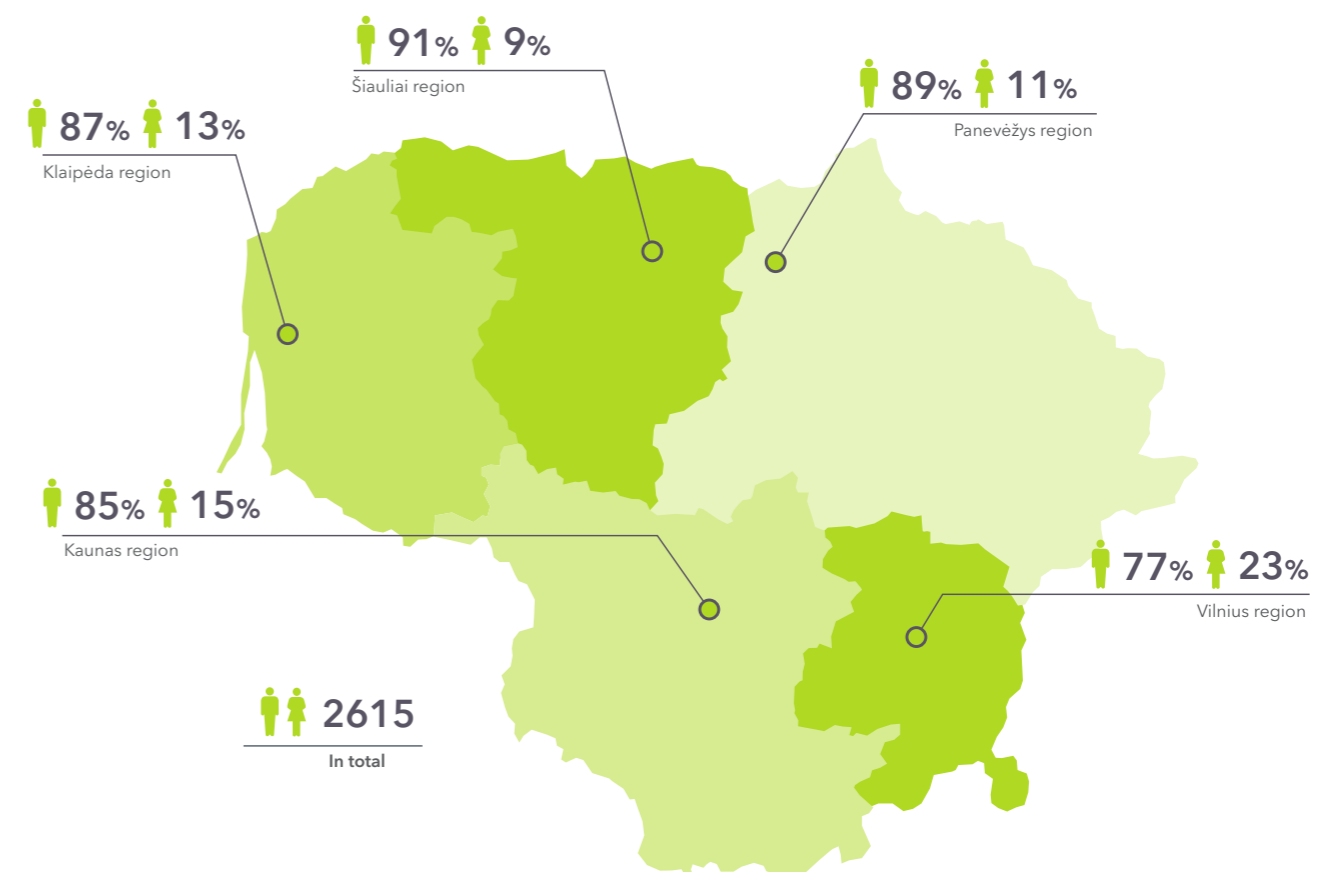 91% 9%
Šiauliai region
89% 11%
Panevėžys region
87% 13%
Klaipėda region
85% 15%
Kaunas region
77% 23%
Vilnius region
2615
In total